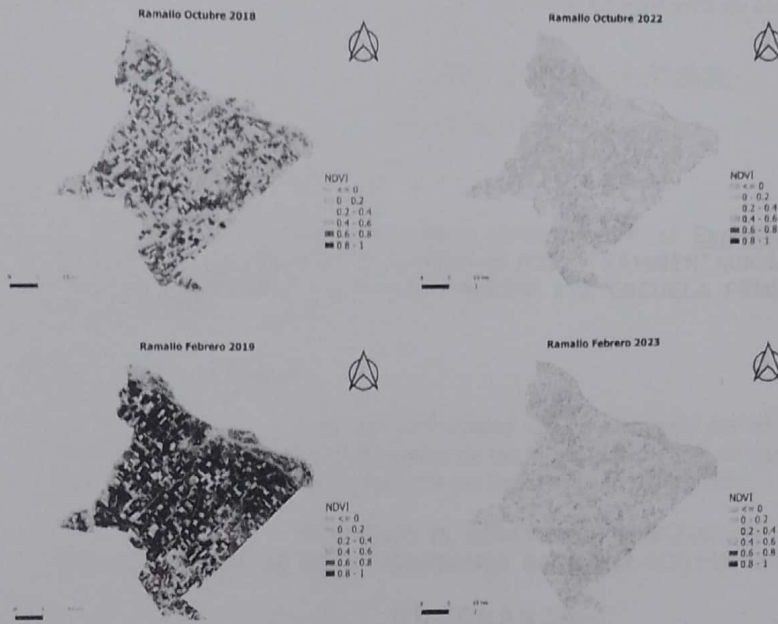 Ramallo Octubre 2018
NDVI
<= 0
0 - 0.2
0.2 - 0.4
0.4 - 0.6
0.6 - 0.8
0.8 - 1
Ramallo Octubre 2022
NDVI
<= 0
0 - 0.2
0.2 - 0.4
0.4 - 0.6
0.6 - 0.8
0.8 - 1
Ramallo Febrero 2019
NDVI
<= 0
0 - 0.2
0.2 - 0.4
0.4 - 0.6
0.6 - 0.8
0.8 - 1
Ramallo Febrero 2023
NDVI
<= 0
0 - 0.2
0.2 - 0.4
0.4 - 0.6
0.6 - 0.8
0.8 - 1